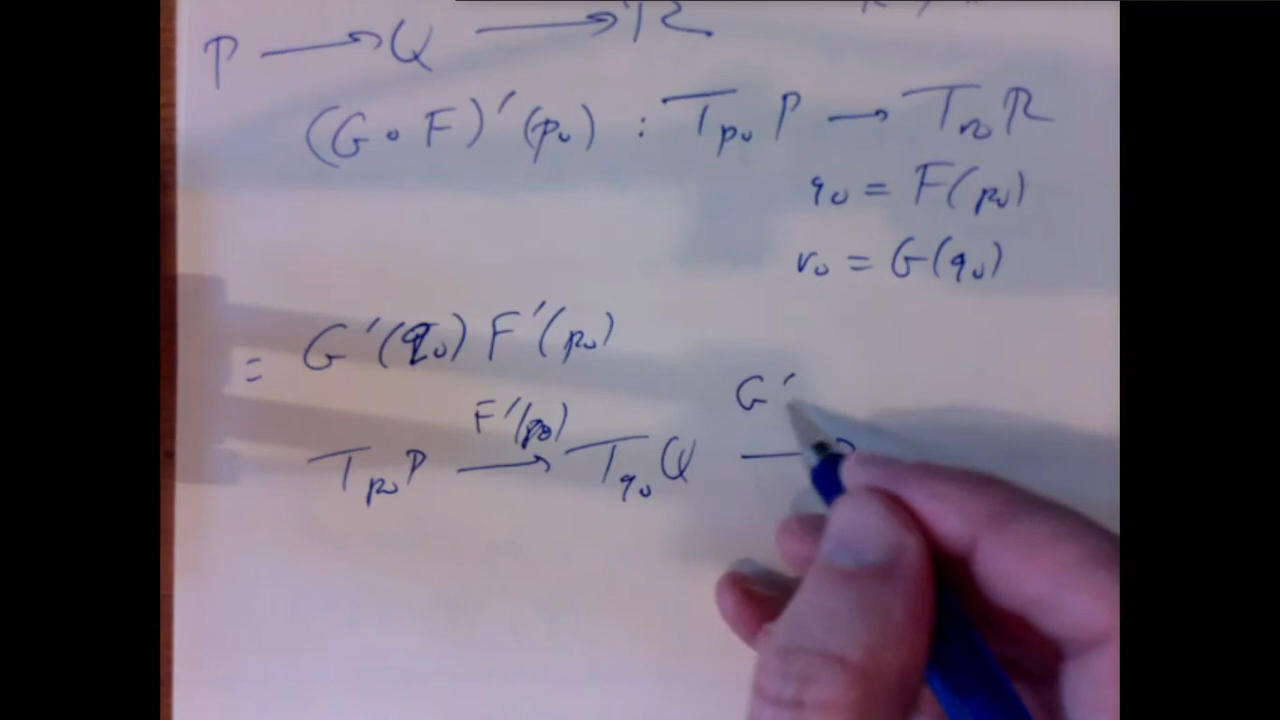 P → Q → R
(G ∘ F)′(p₀) : T_{p₀} P → T_{r₀} R
q₀ = F(p₀)
r₀ = G(q₀)
= G′(q₀) F′(p₀)
F′(p₀) G′
T_{p₀} P → T_{q₀} Q →